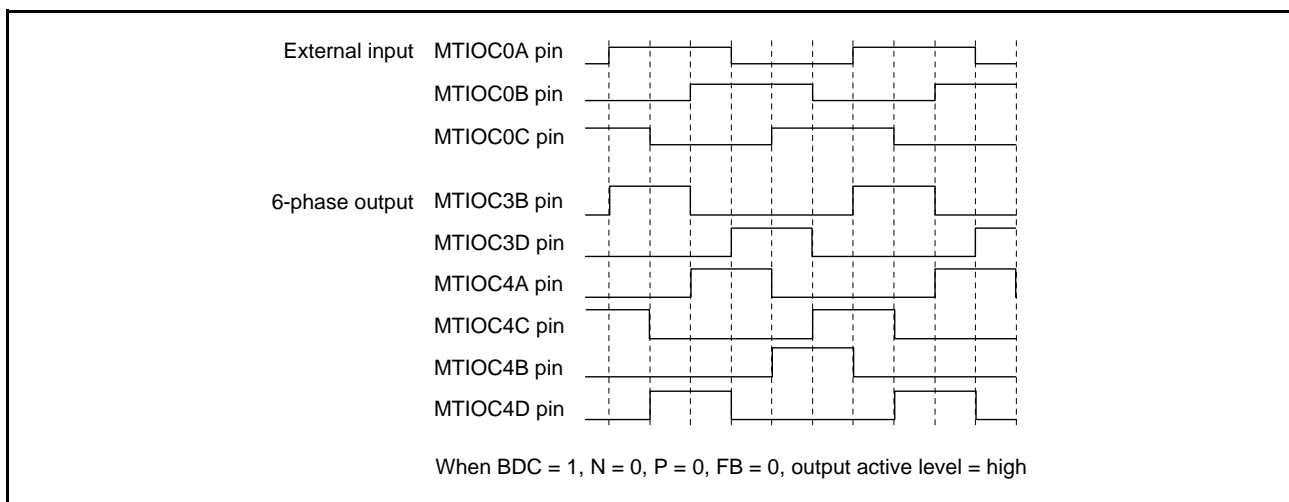 External input MTIOC0A pin
MTIOC0B pin
MTIOC0C pin
6-phase output MTIOC3B pin
MTIOC3D pin
MTIOC4A pin
MTIOC4C pin
MTIOC4B pin
MTIOC4D pin
When BDC = 1, N = 0, P = 0, FB = 0, output active level = high